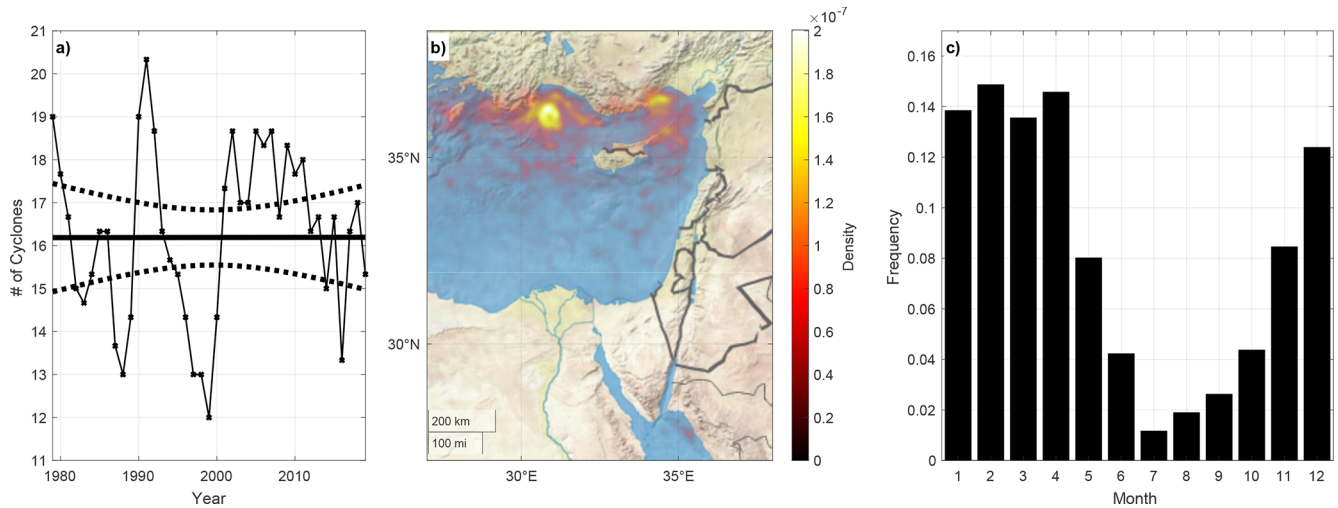 a)
21
20
19
18
17
16
15
14
13
12
11
# of Cyclones
1980 1990 2000 2010
Year
b)
35°N
30°N
200 km
100 mi
30°E 35°E
×10-7
2
1.8
1.6
1.4
1.2
1
0.8
0.6
0.4
0.2
0
Density
c)
0.16
0.14
0.12
0.1
0.08
0.06
0.04
0.02
0
Frequency
1 2 3 4 5 6 7 8 9 10 11 12
Month